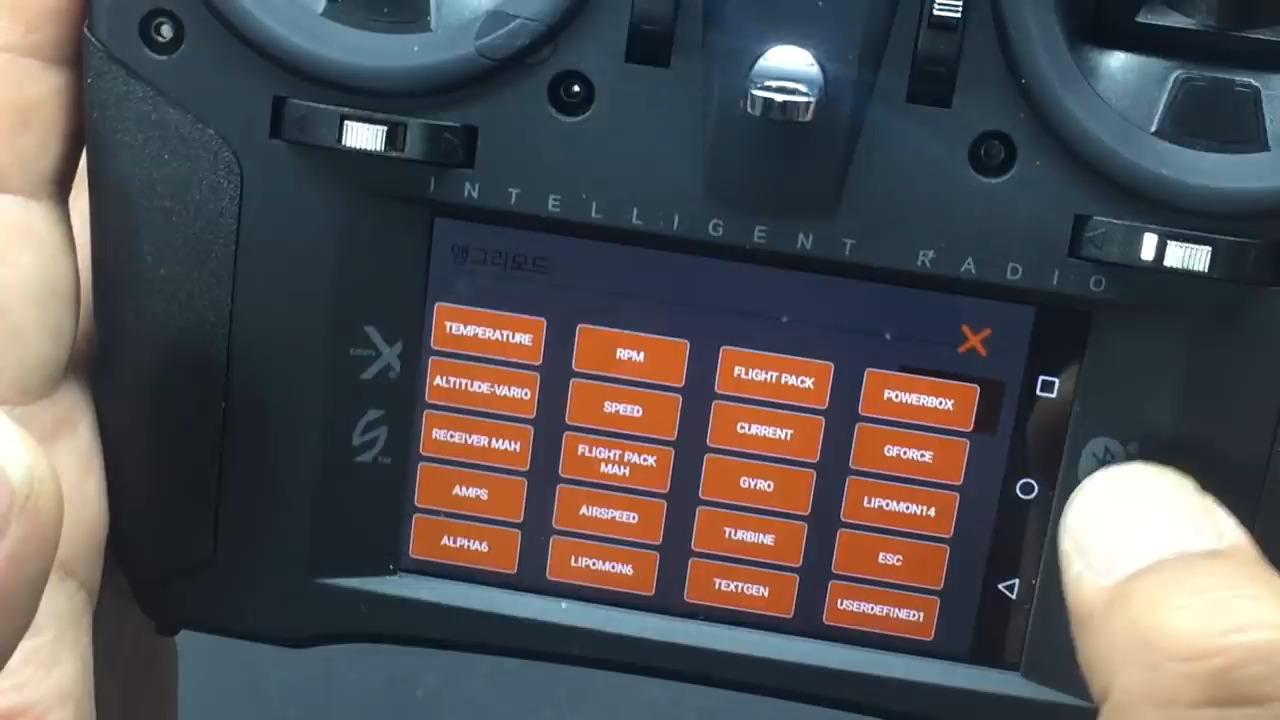 INTELLIGENT RADIO
맹그리모드
TEMPERATURE RPM FLIGHT PACK POWERBOX
ALTITUDE-VARIO SPEED CURRENT GFORCE
RECEIVER MAH FLIGHT PACK MAH GYRO LIPOMON14
AMPS AIRSPEED TURBINE ESC
ALPHA6 LIPOMON6 TEXTGEN USERDEFINED1